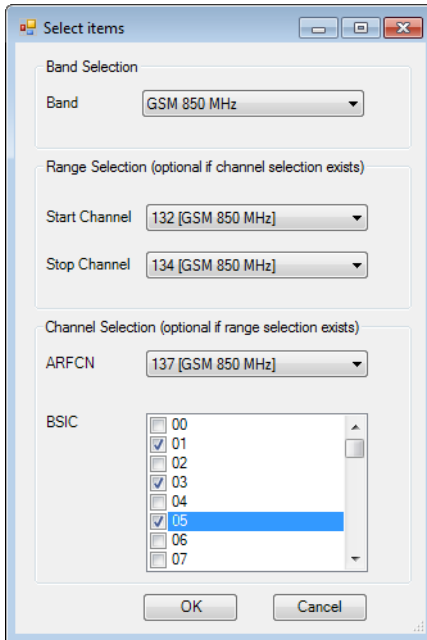 Select items
Band Selection
Band GSM 850 MHz
Range Selection (optional if channel selection exists)
Start Channel 132 [GSM 850 MHz]
Stop Channel 134 [GSM 850 MHz]
Channel Selection (optional if range selection exists)
ARFCN 137 [GSM 850 MHz]
BSIC 00
01
02
03
04
05
06
07
OK Cancel